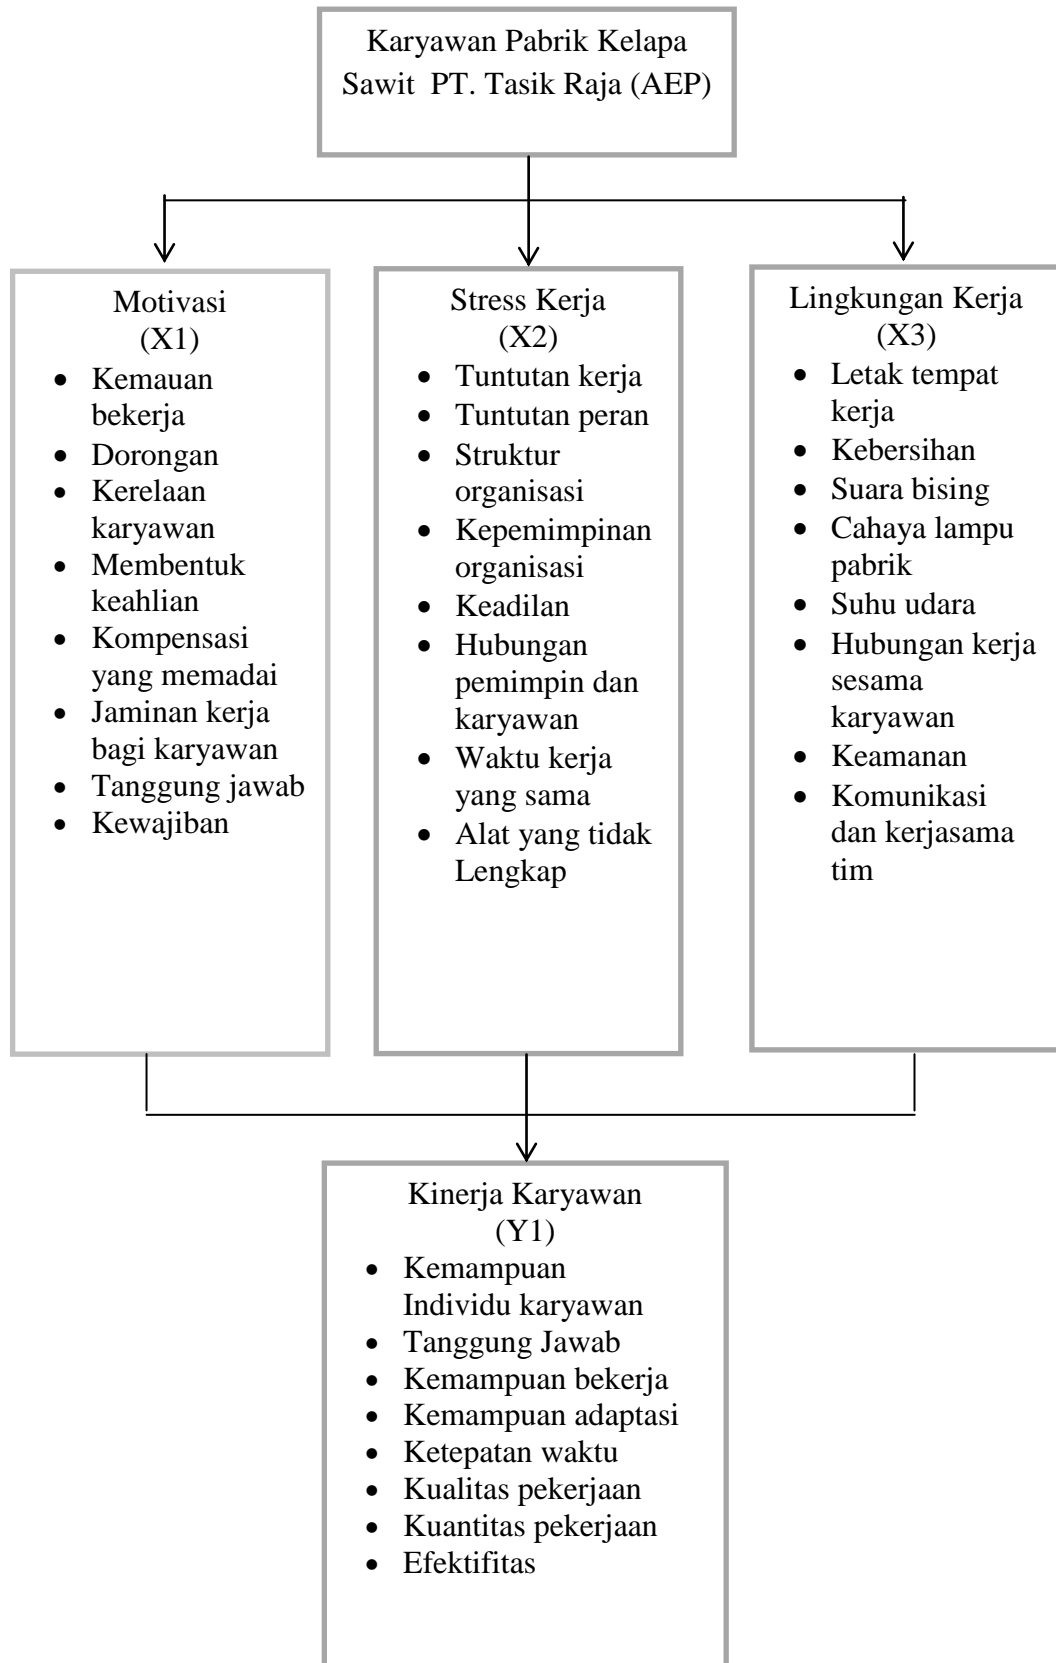 Karyawan Pabrik Kelapa
Sawit PT. Tasik Raja (AEP)
Motivasi
(X1)
• Kemauan
bekerja
• Dorongan
• Kerelaan
karyawan
• Membentuk
keahlian
• Kompensasi
yang memadai
• Jaminan kerja
bagi karyawan
• Tanggung jawab
• Kewajiban
Stress Kerja
(X2)
• Tuntutan kerja
• Tuntutan peran
• Struktur
organisasi
• Kepemimpinan
organisasi
• Keadilan
• Hubungan
pemimpin dan
karyawan
• Waktu kerja
yang sama
• Alat yang tidak
Lengkap
Lingkungan Kerja
(X3)
• Letak tempat
kerja
• Kebersihan
• Suara bising
• Cahaya lampu
pabrik
• Suhu udara
• Hubungan kerja
sesama
karyawan
• Keamanan
• Komunikasi
dan kerjasama
tim
Kinerja Karyawan
(Y1)
• Kemampuan
Individu karyawan
• Tanggung Jawab
• Kemampuan bekerja
• Kemampuan adaptasi
• Ketepatan waktu
• Kualitas pekerjaan
• Kuantitas pekerjaan
• Efektifitas